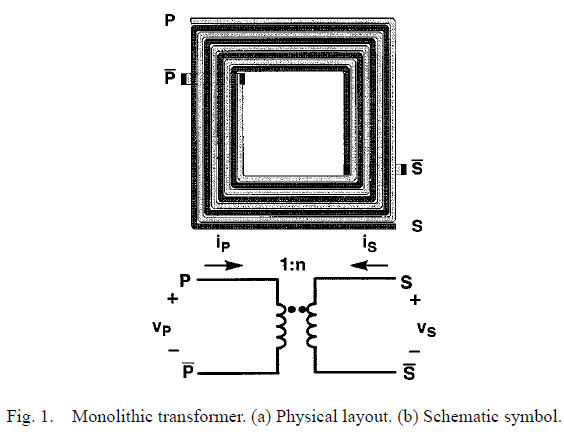 P
P̅
S̅
S
iP iS
1:n
P S
+ +
vP vS
− −
P̅ S̅
Fig. 1. Monolithic transformer. (a) Physical layout. (b) Schematic symbol.